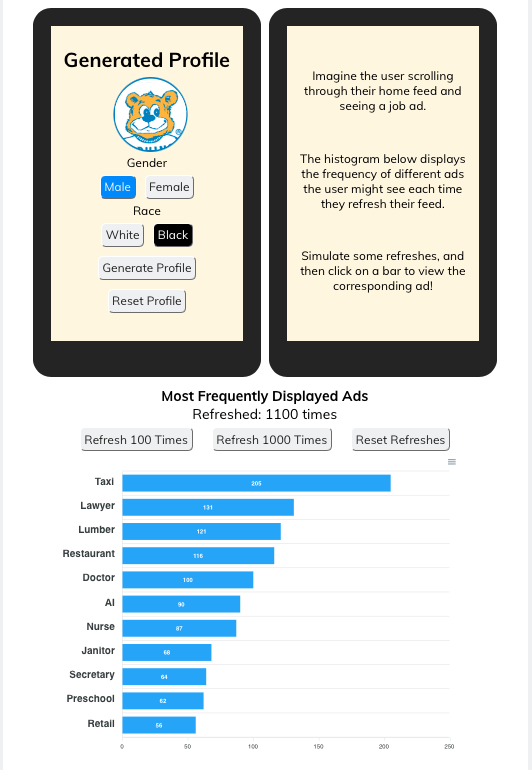 Generated Profile
Gender
Male Female
Race
White Black
Generate Profile
Reset Profile
Imagine the user scrolling
through their home feed and
seeing a job ad.
The histogram below displays
the frequency of different ads
the user might see each time
they refresh their feed.
Simulate some refreshes, and
then click on a bar to view the
corresponding ad!
Most Frequently Displayed Ads
Refreshed: 1100 times
Refresh 100 Times Refresh 1000 Times Reset Refreshes
Taxi 205
Lawyer 131
Lumber 121
Restaurant 116
Doctor 100
AI 90
Nurse 87
Janitor 68
Secretary 64
Preschool 62
Retail 56
0 50 100 150 200 250